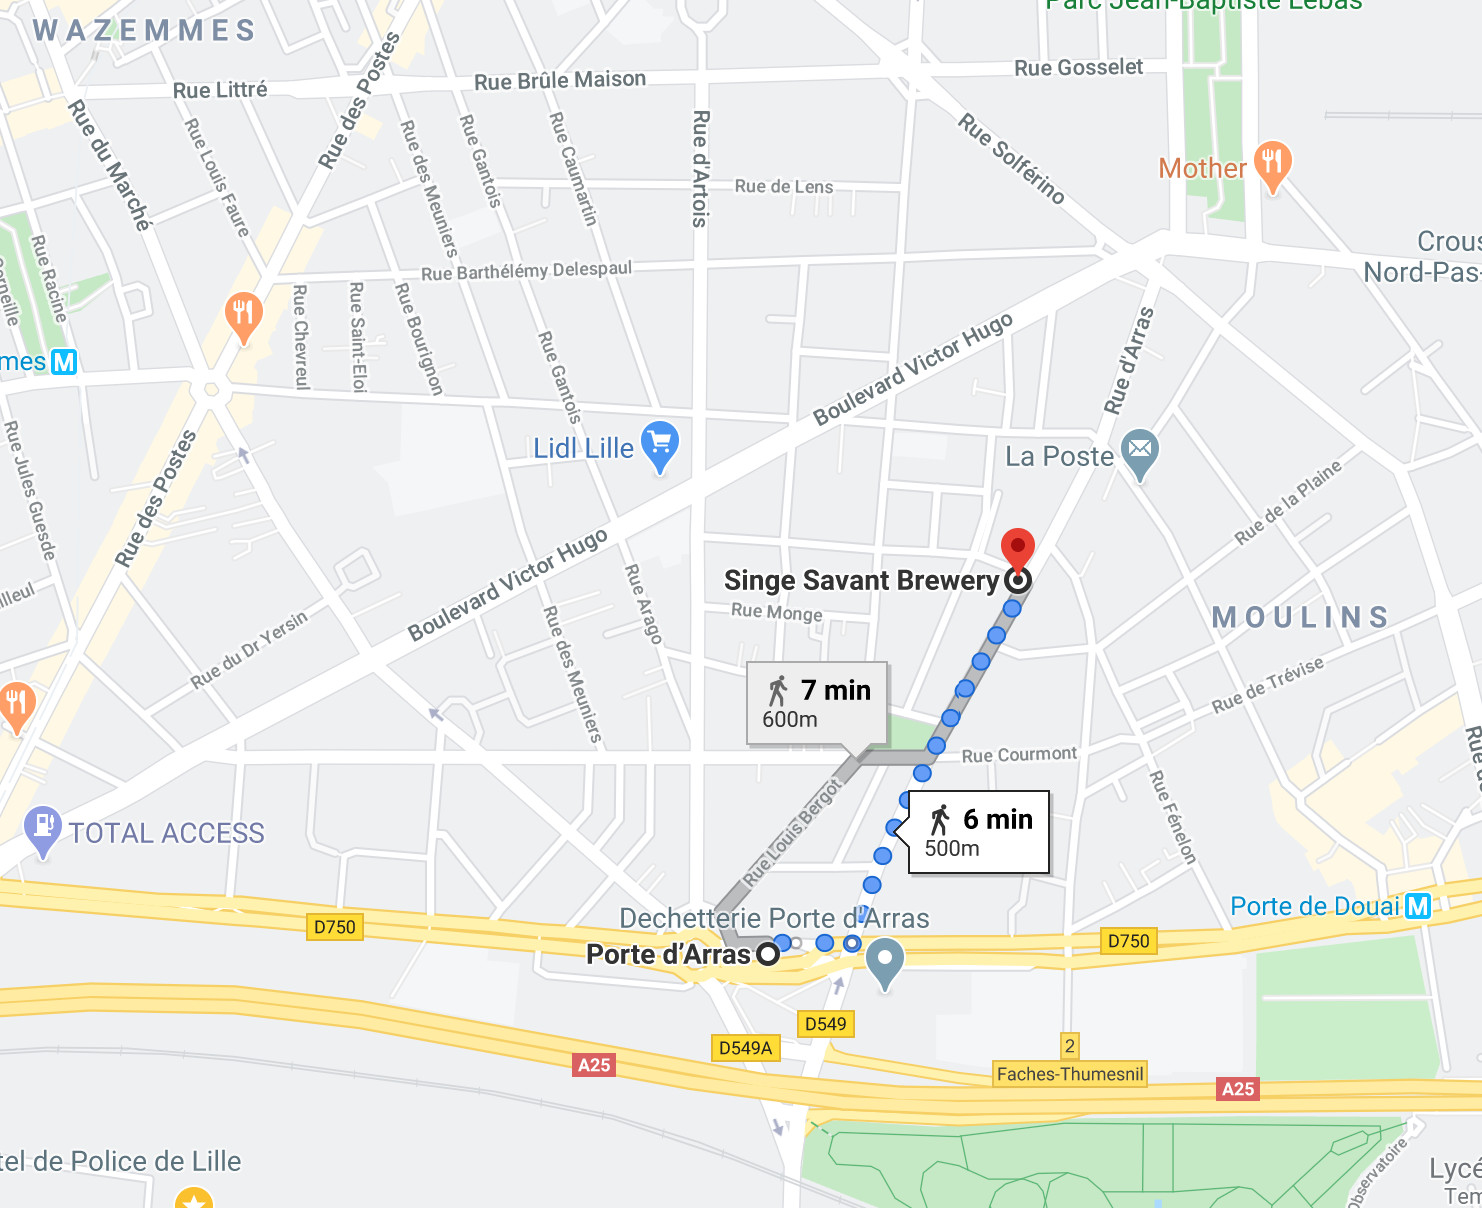 Parc Jean-Baptiste Lebas
WAZEMMES
Rue Littré
Rue Brûle Maison
Rue Gosselet
Rue des Postes
Rue du Marché
Rue Louis Faure
Rue des Meuniers
Rue Gantois
Rue Caumartin
Rue d'Artois
Rue Solférino
Mother
Rue de Lens
Crous
Nord-Pas-
Rue Racine
orneille
Rue Barthélémy Delespaul
Rue Chevreul
Rue Saint-Eloi
Rue Bourignon
Rue Gantois
Boulevard Victor Hugo
Rue d'Arras
mes M
Lidl Lille
La Poste
Rue Jules Guesde
Rue des Postes
Rue de la Plaine
Boulevard Victor Hugo
Singe Savant Brewery
Rue Monge
MOULINS
illeul
Rue du Dr Yersin
Rue Arago
Rue des Meuniers
Rue de Trévise
7 min
600m
Rue Courmont
Rue Louis Bergot
6 min
500m
Rue Fénelon
TOTAL ACCESS
Porte de Douai M
D750
Dechetterie Porte d'Arras
D750
Porte d’Arras
D549
D549A
2
Faches-Thumesnil
A25
A25
tel de Police de Lille
Observatoire
Lycé
Tem